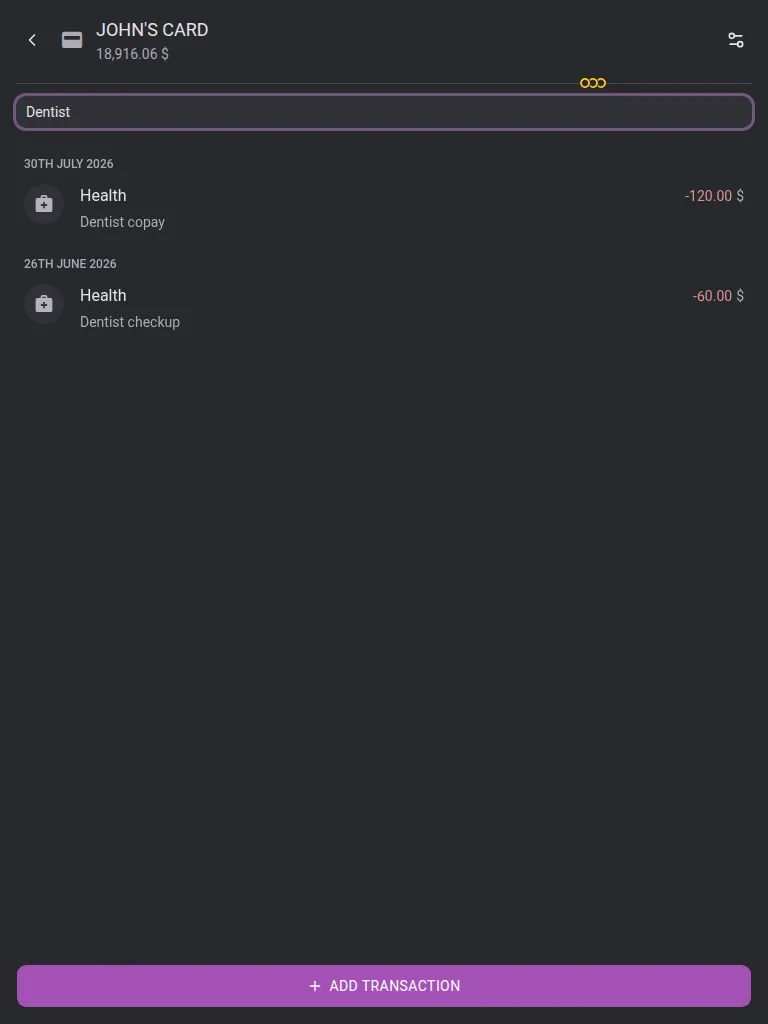 JOHN'S CARD
18,916.06 $
Dentist
30TH JULY 2026
Health
-120.00 $
Dentist copay
26TH JUNE 2026
Health
-60.00 $
Dentist checkup
+ ADD TRANSACTION